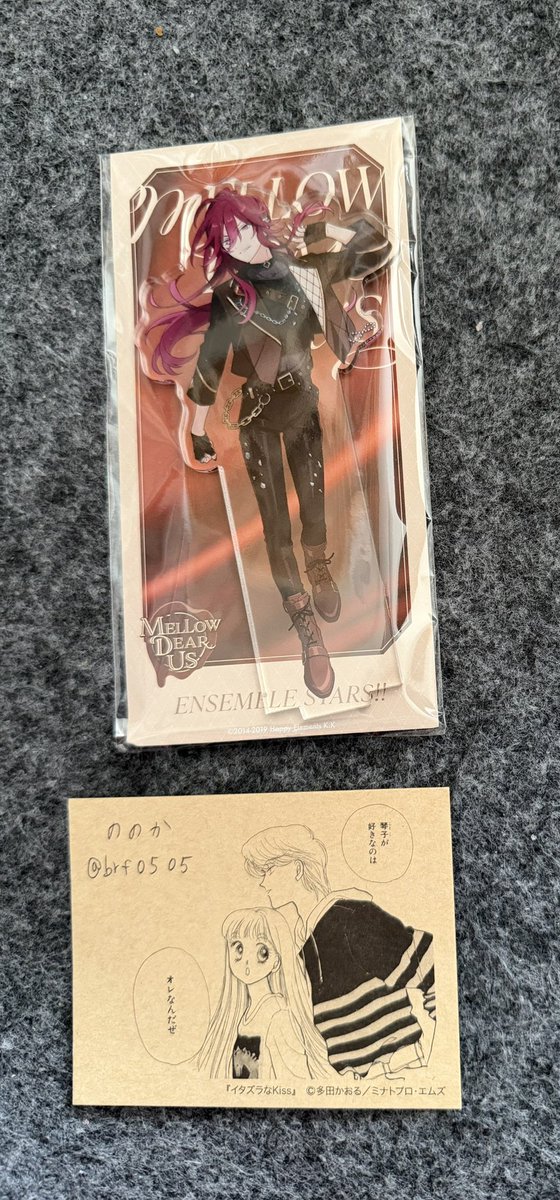 MELLOW
US
MELLOW
DEAR
US
ENSEMBLE STARS!!
©2014-2019 Happy Elements K.K
ののか
@brf0505
琴子が
好きなのは
オレなんだぜ
『イタズラなKiss』 ©多田かおる/ミナトプロ・エムズ